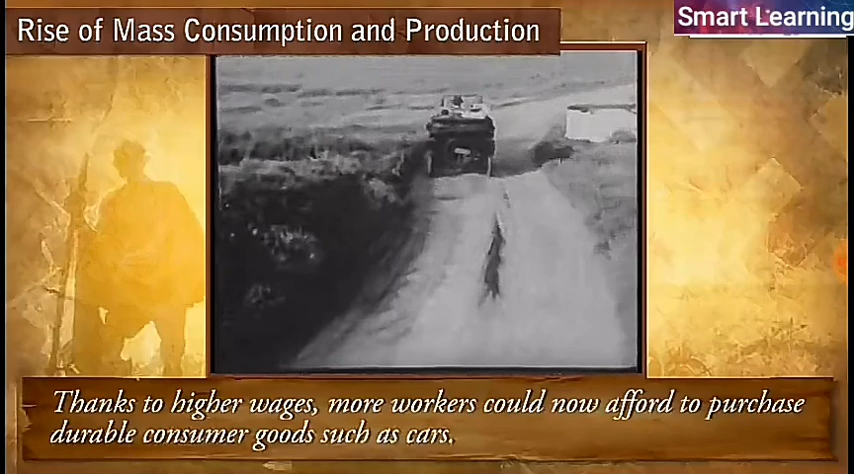 Rise of Mass Consumption and Production
Smart Learning
Thanks to higher wages, more workers could now afford to purchase
durable consumer goods such as cars.